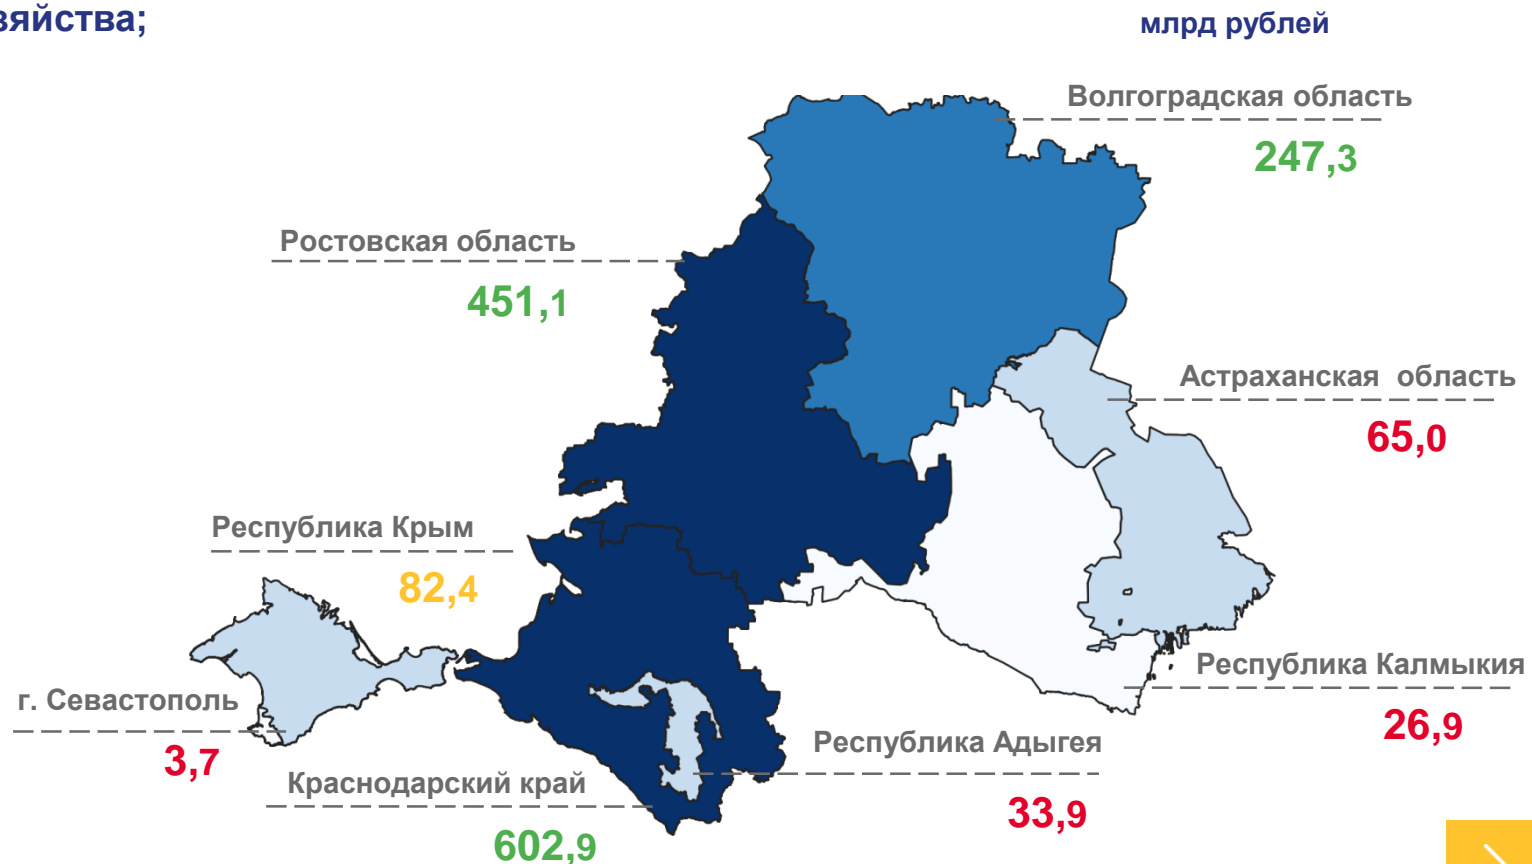 зяйства;
млрд рублей
Волгоградская область
247,3
Ростовская область
451,1
Астраханская область
65,0
Республика Крым
82,4
Республика Калмыкия
26,9
г. Севастополь
3,7
Республика Адыгея
33,9
Краснодарский край
602,9